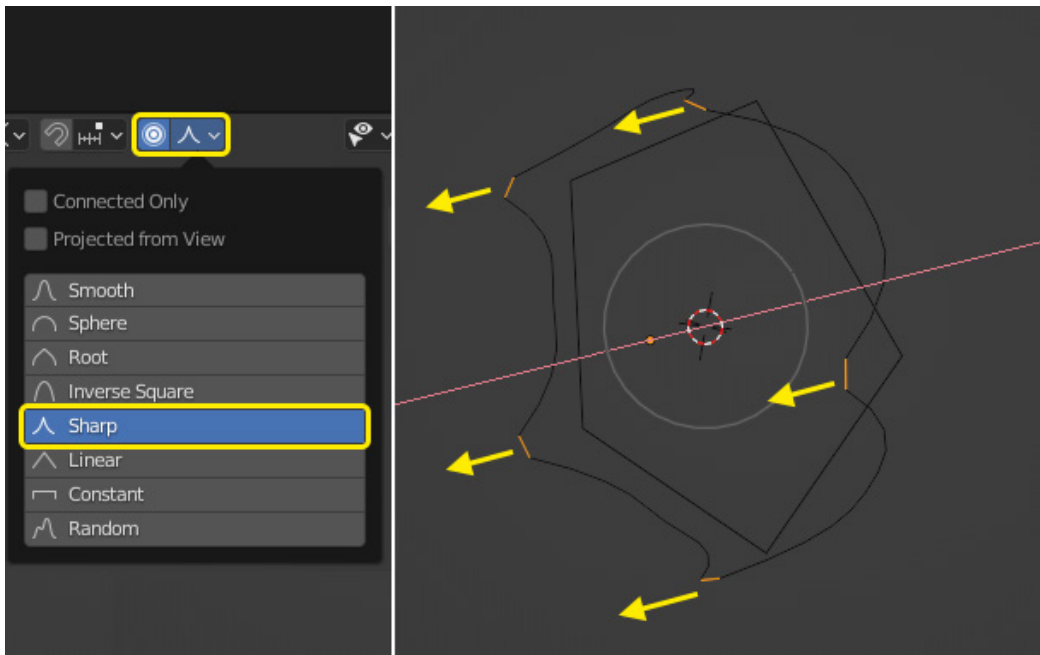 Connected Only
Projected from View
Smooth
Sphere
Root
Inverse Square
Sharp
Linear
Constant
Random